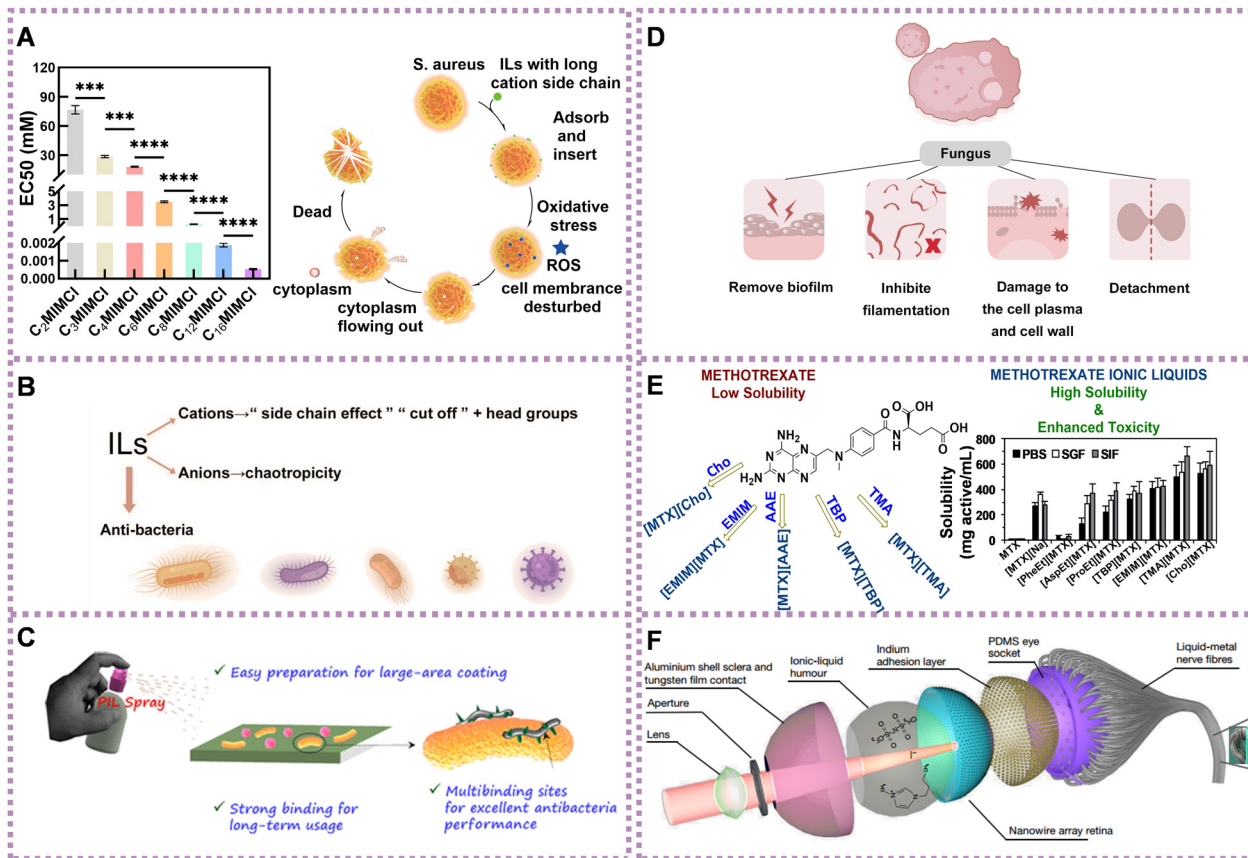 A
120
90
60
30
5
3
1
0.002
0.001
0.000
EC50 (mM)
***
***
****
****
****
****
C₂MIMCl
C₃MIMCl
C₄MIMCl
C₆MIMCl
C₈MIMCl
C₁₂MIMCl
C₁₆MIMCl
S. aureus
ILs with long
cation side chain
Adsorb
and
insert
Oxidative
stress
ROS
cell membrane
desturbed
cytoplasm
flowing out
cytoplasm
Dead
B
ILs
Cations→“ side chain effect ” “ cut off ” + head groups
Anions→chaotropicity
Anti-bacteria
C
PIL Spray
✓ Easy preparation for large-area coating
✓ Strong binding for
long-term usage
✓ Multibinding sites
for excellent antibacteria
performance
D
Fungus
Remove biofilm
Inhibite
filamentation
Damage to
the cell plasma
and cell wall
Detachment
E
METHOTREXATE
Low Solubility
METHOTREXATE IONIC LIQUIDS
High Solubility
&
Enhanced Toxicity
NH₂
H₂N
N
N
N
N
N
O
N
H
O
OH
OH
O
Cho
EMIM
AAE
TBP
TMA
[MTX][Cho]
[EMIM][MTX]
[MTX][AAE]
[MTX][TBP]
[MTX][TMA]
Solubility
(mg active/mL)
800
600
400
200
0
PBS SGF SIF
MTX
[MTX][Na]
[PheEt][MTX]
[AspEt][MTX]
[ProEt][MTX]
[TBP][MTX]
[EMIM][MTX]
[TMA][MTX]
[Cho][MTX]
F
Aluminium shell sclera and
tungsten film contact
Aperture
Lens
Ionic-liquid
humour
Indium
adhesion layer
PDMS eye
socket
Liquid-metal
nerve fibres
Nanowire array retina